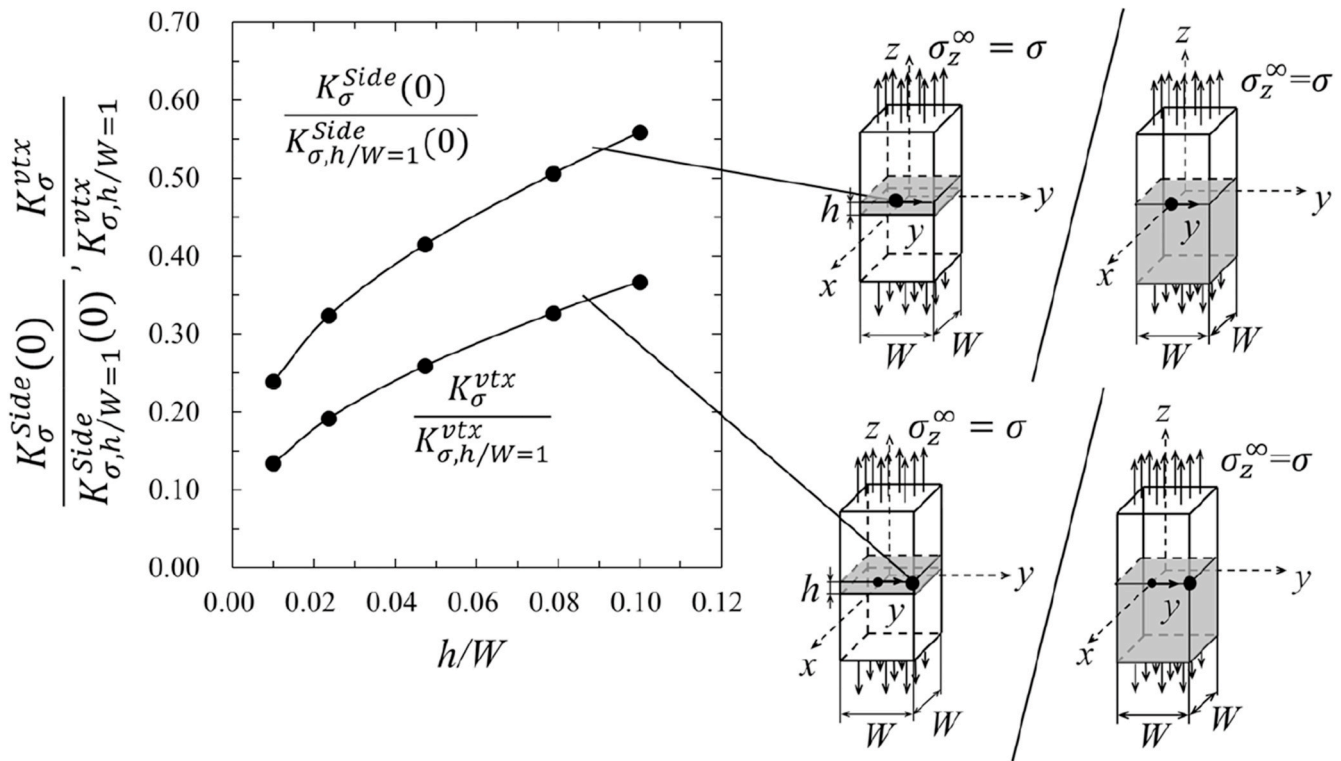 K_σ^Side(0) / K_σ,h/W=1^Side(0) , K_σ^vtx / K_σ,h/W=1^vtx
0.70
0.60
0.50
0.40
0.30
0.20
0.10
0.00
0.00 0.02 0.04 0.06 0.08 0.10 0.12
h/W
K_σ^Side(0)
K_σ,h/W=1^Side(0)
K_σ^vtx
K_σ,h/W=1^vtx
z
σ_z^∞ = σ
h
y
y
x
W
W
z
σ_z^∞=σ
y
y
x
W
W
z
σ_z^∞ = σ
h
y
y
x
W
W
z
σ_z^∞=σ
y
y
x
W
W